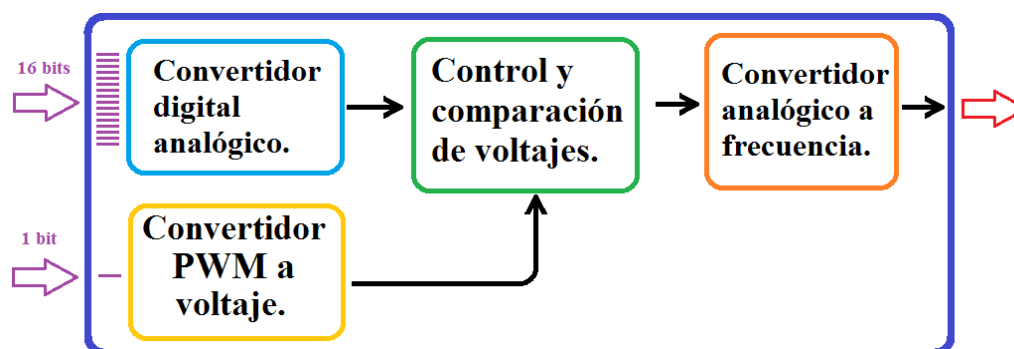 16 bits
Convertidor
digital
analógico.
Control y
comparación
de voltajes.
Convertidor
analógico a
frecuencia.
1 bit
Convertidor
PWM a
voltaje.